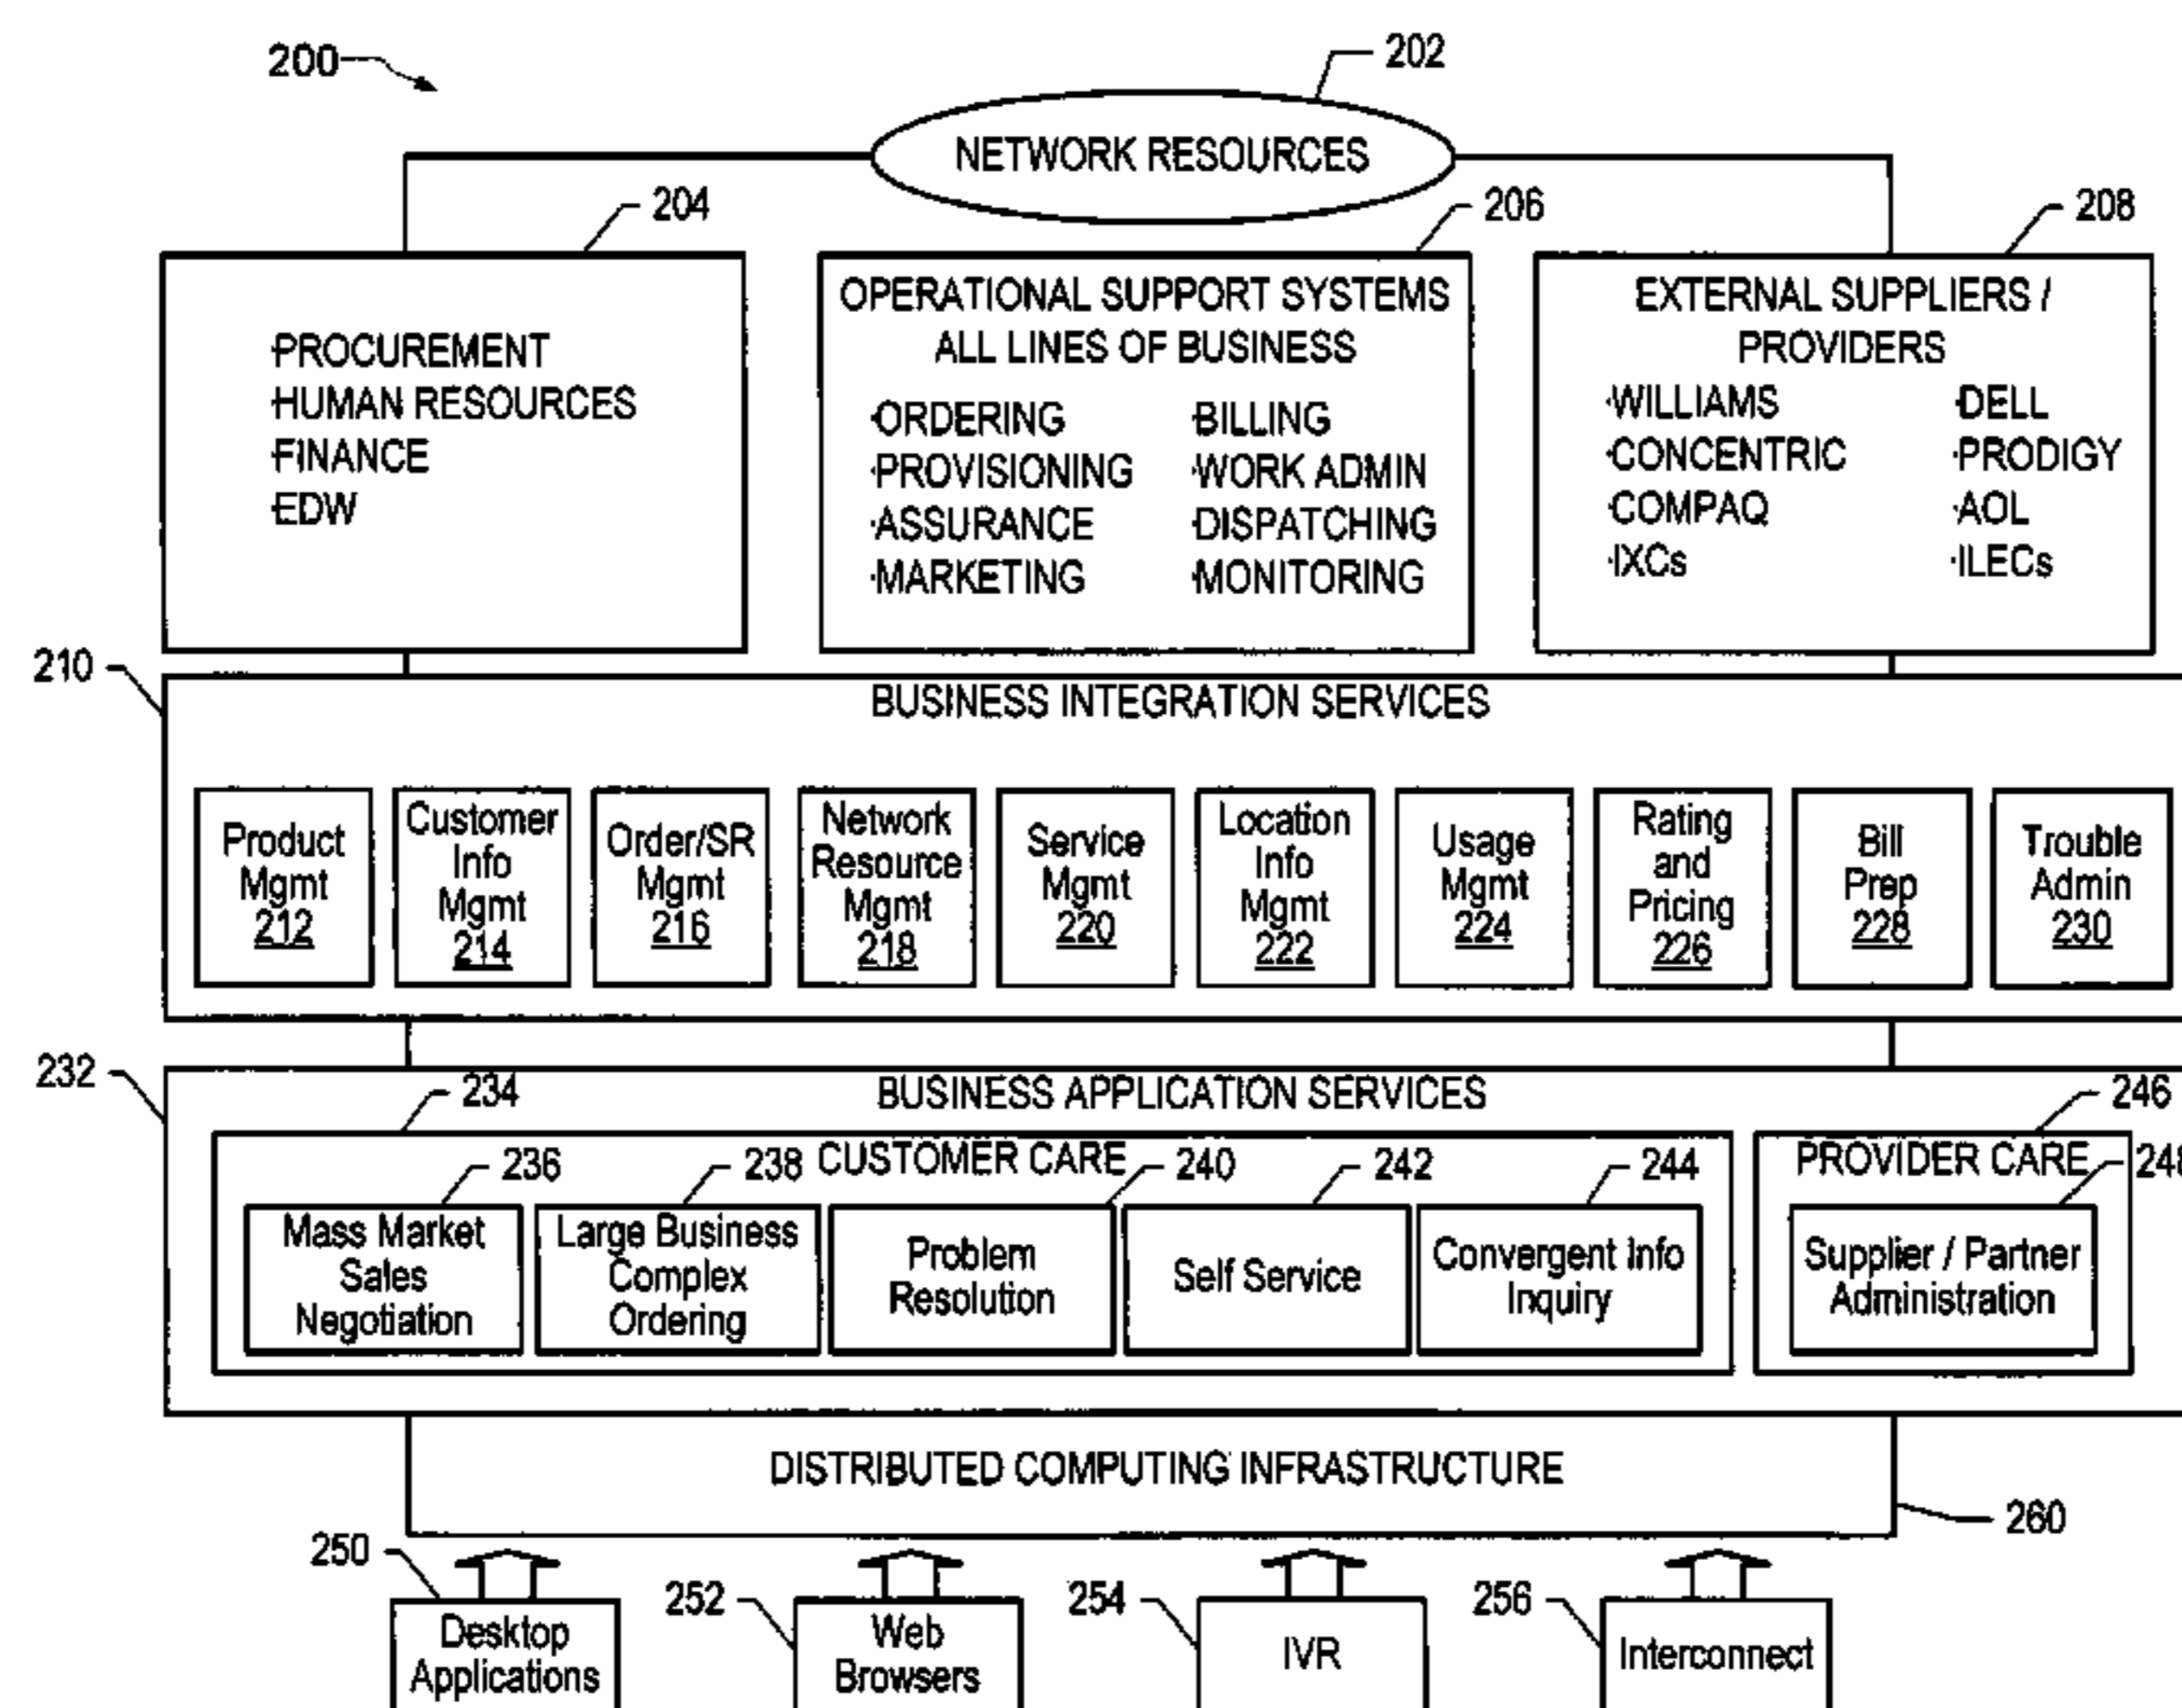 200
202
NETWORK RESOURCES
204
206
208
PROCUREMENT
HUMAN RESOURCES
FINANCE
EDW
OPERATIONAL SUPPORT SYSTEMS
ALL LINES OF BUSINESS
·ORDERING
·PROVISIONING
·ASSURANCE
·MARKETING
·BILLING
·WORK ADMIN
·DISPATCHING
·MONITORING
EXTERNAL SUPPLIERS /
PROVIDERS
·WILLIAMS
·CONCENTRIC
·COMPAQ
·IXCs
·DELL
·PRODIGY
·AOL
·ILECs
210
BUSINESS INTEGRATION SERVICES
Product
Mgmt
212
Customer
Info
Mgmt
214
Order/SR
Mgmt
216
Network
Resource
Mgmt
218
Service
Mgmt
220
Location
Info
Mgmt
222
Usage
Mgmt
224
Rating
and
Pricing
226
Bill
Prep
228
Trouble
Admin
230
232
BUSINESS APPLICATION SERVICES
234
CUSTOMER CARE
236
Mass Market
Sales
Negotiation
238
Large Business
Complex
Ordering
240
Problem
Resolution
242
Self Service
244
Convergent Info
Inquiry
246
PROVIDER CARE
248
Supplier / Partner
Administration
DISTRIBUTED COMPUTING INFRASTRUCTURE
260
250
Desktop
Applications
252
Web
Browsers
254
IVR
256
Interconnect